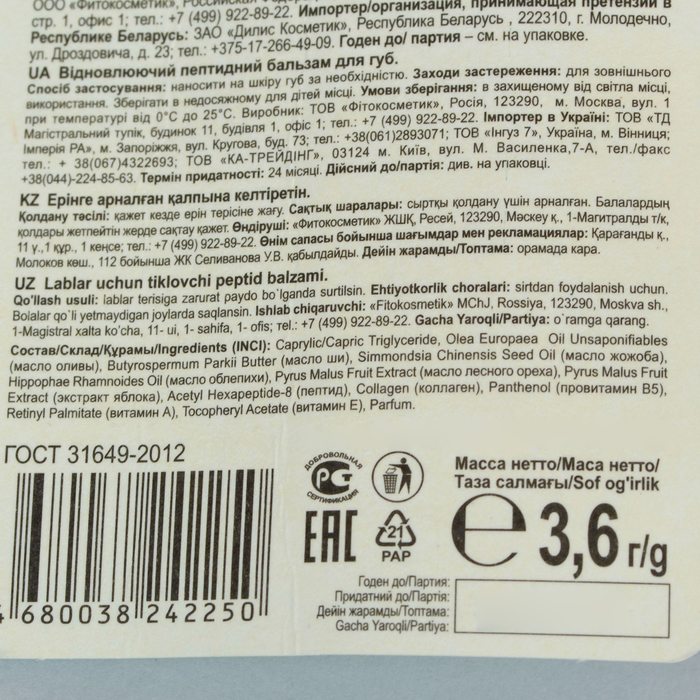 ООО «Фитокосметик», Российская
стр. 1, офис 1; тел.: +7 (499) 922-89-22. Импортер/организация, принимающая претензии в
Республике Беларусь: ЗАО «Дилис Косметик», Республика Беларусь , 222310, г. Молодечно,
ул. Дроздовича, д. 23; тел.: +375-17-266-49-09. Годен до/ партия – см. на упаковке.
UA Відновлюючий пептидний бальзам для губ.
Спосіб застосування: наносити на шкіру губ за необхідністю. Заходи застереження: для зовнішнього
використання. Зберігати в недосяжному для дітей місці. Умови зберігання: в захищеному від світла місці,
при температурі від 0°С до 25°С. Виробник: ТОВ «Фітокосметик», Росія, 123290, м. Москва, вул. 1
Магістральний тупік, будинок 11, будівля 1, офіс 1; тел.: +7 (499) 922-89-22. Імпортер в Україні: ТОВ «ТД
Імперія РА», м. Запоріжжя, вул. Кругова, буд. 73; тел.: +38(061)2893071; ТОВ «Інгуз 7», Україна, м. Вінниця;
тел.: + 38(067)4322693; ТОВ «КА-ТРЕЙДІНГ», 03124 м. Київ, вул. М. Василенка,7-А, тел./факс
+38(044)-224-85-63. Термін придатності: 24 місяці. Дійсний до/партія: див. на упаковці.
KZ Ерінге арналған қалпына келтіретін.
Қолдану тәсілі: қажет кезде ерін терісіне жағу. Сақтық шаралары: сыртқы қолдану үшін арналған. Балалардың
қолдары жетпейтін жерде сақтау қажет. Өндіруші: «Фитокосметик» ЖШҚ, Ресей, 123290, Мәскеу қ., 1-Магитралды т/к,
11 ү.,1 құр., 1 кеңсе; тел.: +7 (499) 922-89-22. Өнім сапасы бойынша шағымдар мен рекламациялар: Қарағанды қ.,
Молоков көш., 112 бойынша ЖК Селиванова У.В. қабылдайды. Дейін жарамды/Топтама: орамада кара.
UZ Lablar uchun tiklovchi peptid balzami.
Qo'llash usuli: lablar terisiga zarurat paydo bo`lganda surtilsin. Ehtiyotkorlik choralari: sirtdan foydalanish uchun.
Bolalar qo`li yetmaydigan joylarda saqlansin. Ishlab chiqaruvchi: «Fitokosmetik» MChJ, Rossiya, 123290, Moskva sh.,
1-Magistral xalta ko'cha, 11- ui, 1- sahifa, 1- ofis; tel.: +7 (499) 922-89-22. Gacha Yaroqli/Partiya: o`ramga qarang.
Состав/Склад/Құрамы/Ingredients (INCI): Caprylic/Capric Triglyceride, Olea Europaea Oil Unsaponifiables
(масло оливы), Butyrospermum Parkii Butter (масло ши), Simmondsia Chinensis Seed Oil (масло жожоба),
Hippophae Rhamnoides Oil (масло облепихи), Pyrus Malus Fruit Extract (масло лесного ореха), Pyrus Malus Fruit
Extract (экстракт яблока), Acetyl Hexapeptide-8 (пептид), Collagen (коллаген), Panthenol (провитамин В5),
Retinyl Palmitate (витамин А), Tocopheryl Acetate (витамин Е), Parfum.
ГОСТ 31649-2012
ДОБРОВОЛЬНАЯ
СЕРТИФИКАЦИЯ
EAC
21
PAP
Масса нетто/Маса нетто/
Таза салмағы/Sof og'irlik
e 3,6 г/g
Годен до/Партия:
Придатний до/Партия:
Дейін жарамды/Топтама:
Gacha Yaroqli/Partiya:
4680038242250